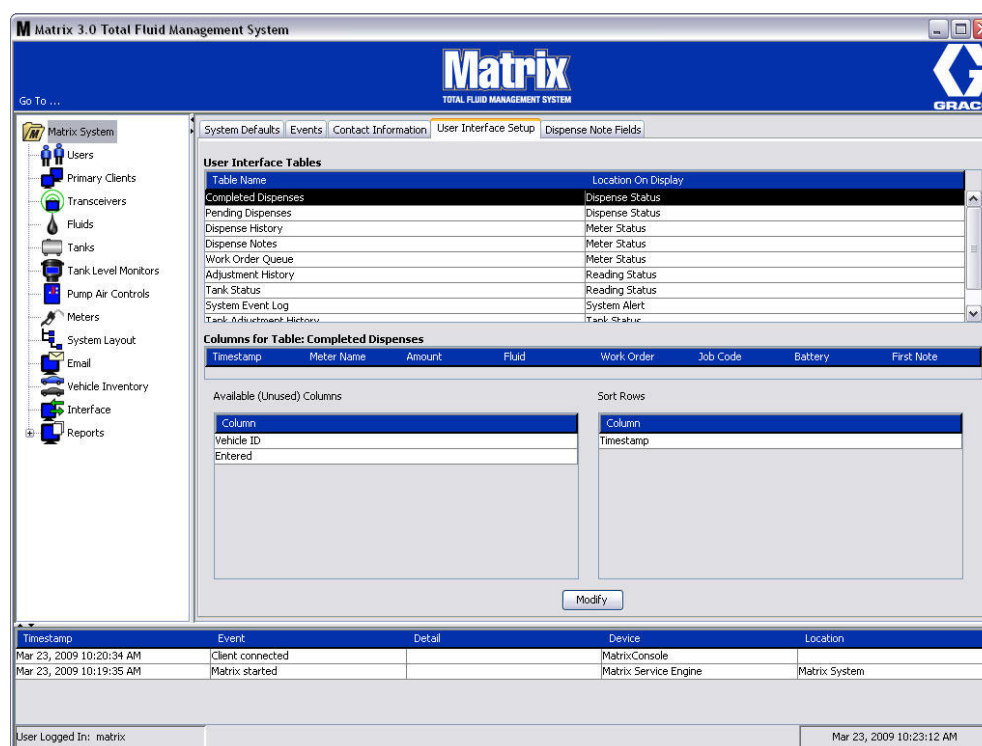 M Matrix 3.0 Total Fluid Management System
Matrix
TOTAL FLUID MANAGEMENT SYSTEM
Go To ...
GRAC
Matrix System
Users
Primary Clients
Transceivers
Fluids
Tanks
Tank Level Monitors
Pump Air Controls
Meters
System Layout
Email
Vehicle Inventory
Interface
Reports
System Defaults Events Contact Information User Interface Setup Dispense Note Fields
User Interface Tables
Table Name Location On Display
Completed Dispenses Dispense Status
Pending Dispenses Dispense Status
Dispense History Meter Status
Dispense Notes Meter Status
Work Order Queue Meter Status
Adjustment History Reading Status
Tank Status Reading Status
System Event Log System Alert
Tank Adjustment History Tank Status
Columns for Table: Completed Dispenses
Timestamp Meter Name Amount Fluid Work Order Job Code Battery First Note
Available (Unused) Columns Sort Rows
Column Column
Vehicle ID Timestamp
Entered
Modify
Timestamp Event Detail Device Location
Mar 23, 2009 10:20:34 AM Client connected MatrixConsole
Mar 23, 2009 10:19:35 AM Matrix started Matrix Service Engine Matrix System
User Logged In: matrix Mar 23, 2009 10:23:12 AM